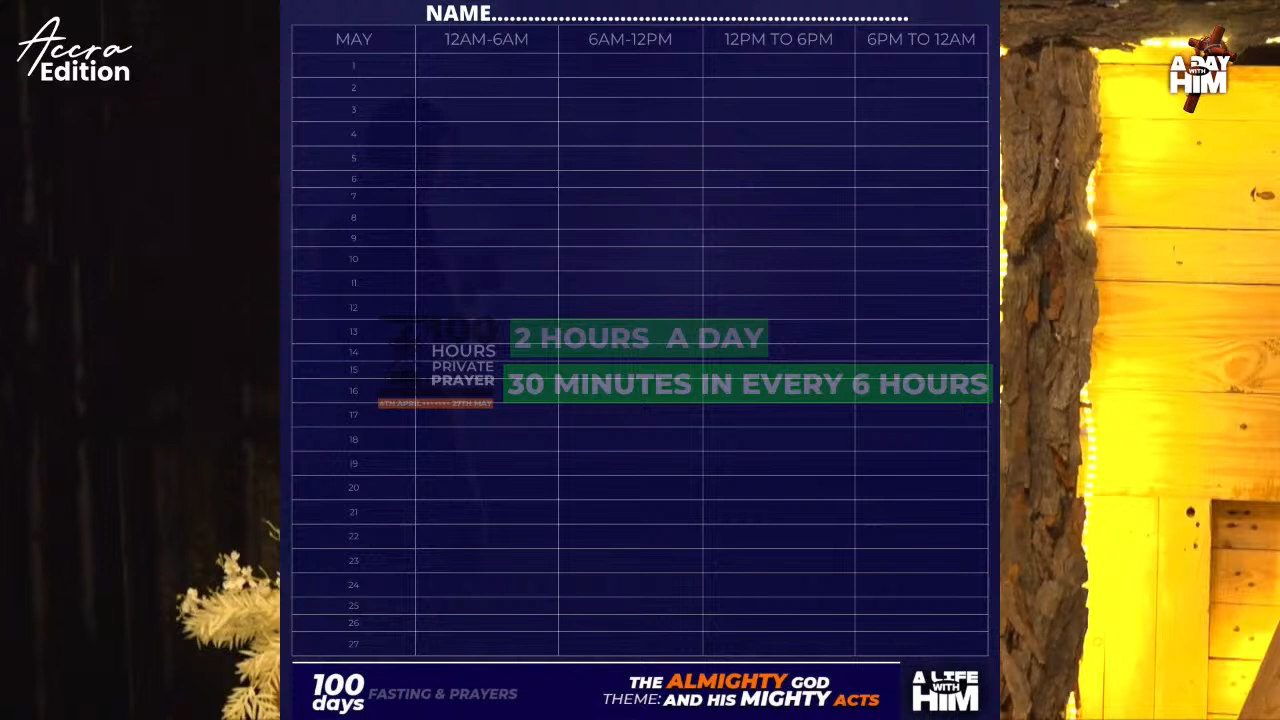 Accra
Edition
A DAY
WITH
HIM
NAME
MAY 12AM-6AM 6AM-12PM 12PM TO 6PM 6PM TO 12AM
1
2
3
4
5
6
7
8
9
10
11
12
13
14
15
16
17
18
19
20
21
22
23
24
25
26
27
100
HOURS
PRIVATE
PRAYER
2 HOURS A DAY
30 MINUTES IN EVERY 6 HOURS
100
days
FASTING & PRAYERS
THE ALMIGHTY GOD
THEME: AND HIS MIGHTY ACTS
A LIFE
WITH
HIM